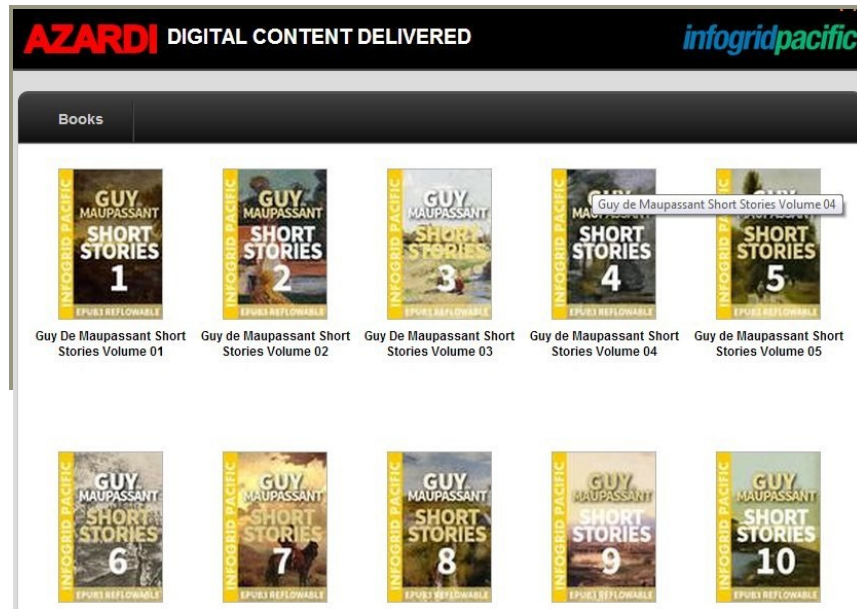 AZARDI DIGITAL CONTENT DELIVERED
infogridpacific
Books
INFOGRID PACIFIC
GUY
MAUPASSANT
SHORT
STORIES
1
EPUB3 REFLOWABLE
INFOGRID PACIFIC
GUY
MAUPASSANT
SHORT
STORIES
2
EPUB3 REFLOWABLE
INFOGRID PACIFIC
GUY
MAUPASSANT
SHORT
STORIES
3
EPUB3 REFLOWABLE
INFOGRID PACIFIC
Guy de Maupassant Short Stories Volume 04
SHORT
STORIES
4
EPUB3 REFLOWABLE
INFOGRID PACIFIC
MAUPASSANT
SHORT
STORIES
5
EPUB3 REFLOWABLE
Guy De Maupassant Short
Stories Volume 01
Guy de Maupassant Short
Stories Volume 02
Guy De Maupassant Short
Stories Volume 03
Guy de Maupassant Short
Stories Volume 04
Guy de Maupassant Short
Stories Volume 05
INFOGRID PACIFIC
GUY
MAUPASSANT
SHORT
STORIES
6
EPUB3 REFLOWABLE
INFOGRID PACIFIC
GUY
MAUPASSANT
SHORT
STORIES
7
EPUB3 REFLOWABLE
INFOGRID PACIFIC
GUY
MAUPASSANT
SHORT
STORIES
8
EPUB3 REFLOWABLE
INFOGRID PACIFIC
GUY
MAUPASSANT
SHORT
STORIES
9
EPUB3 REFLOWABLE
INFOGRID PACIFIC
GUY
MAUPASSANT
SHORT
STORIES
10
EPUB3 REFLOWABLE